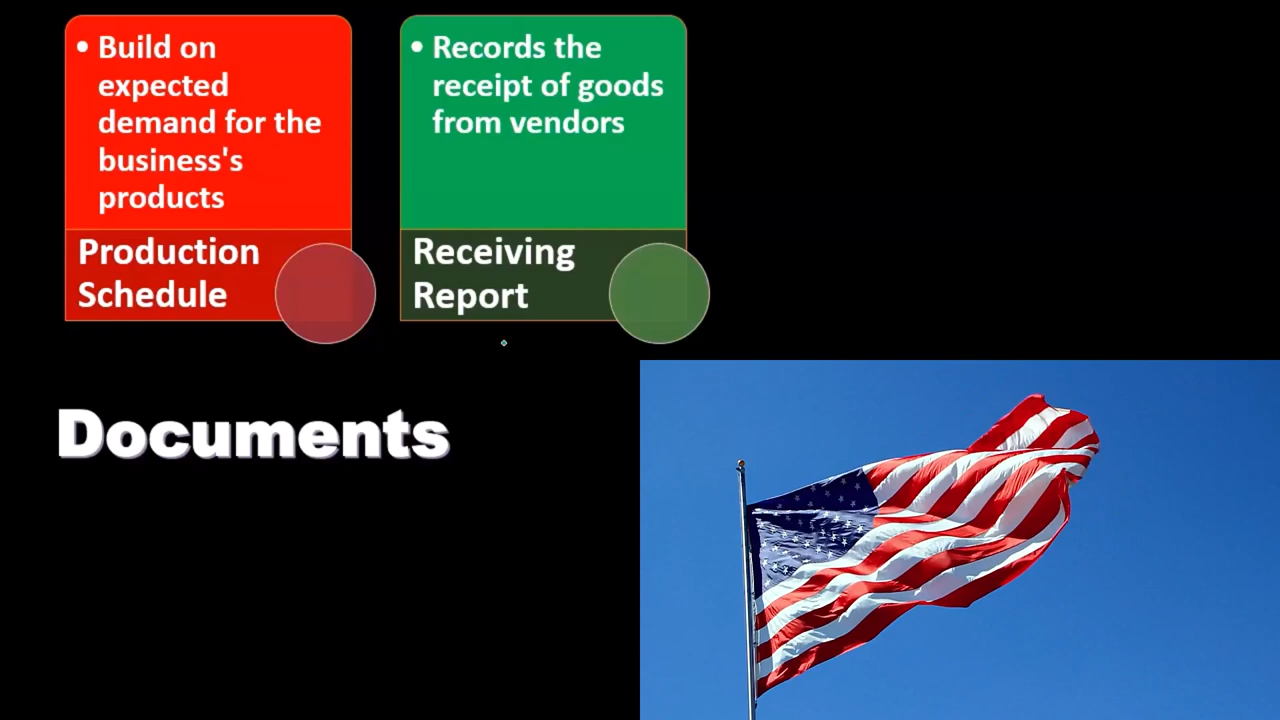 • Build on
expected
demand for the
business's
products
Production
Schedule
• Records the
receipt of goods
from vendors
Receiving
Report
Documents